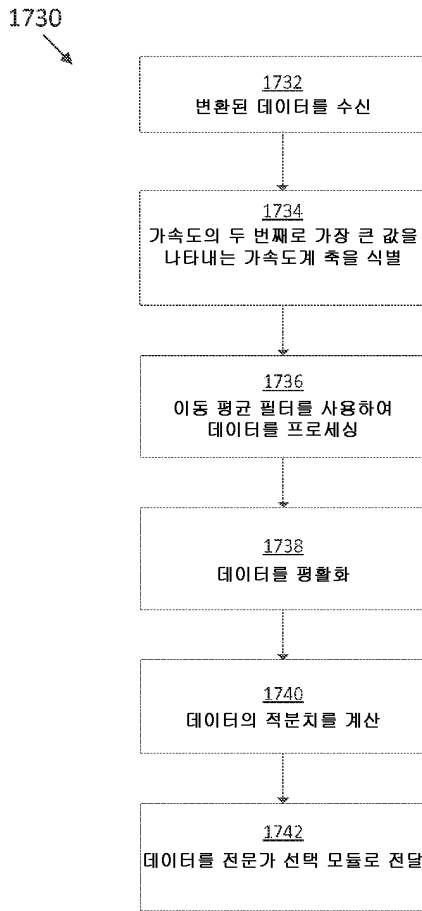 1730
1732
변환된 데이터를 수신
1734
가속도의 두 번째로 가장 큰 값을
나타내는 가속도계 축을 식별
1736
이동 평균 필터를 사용하여
데이터를 프로세싱
1738
데이터를 평활화
1740
데이터의 적분치를 계산
1742
데이터를 전문가 선택 모듈로 전달